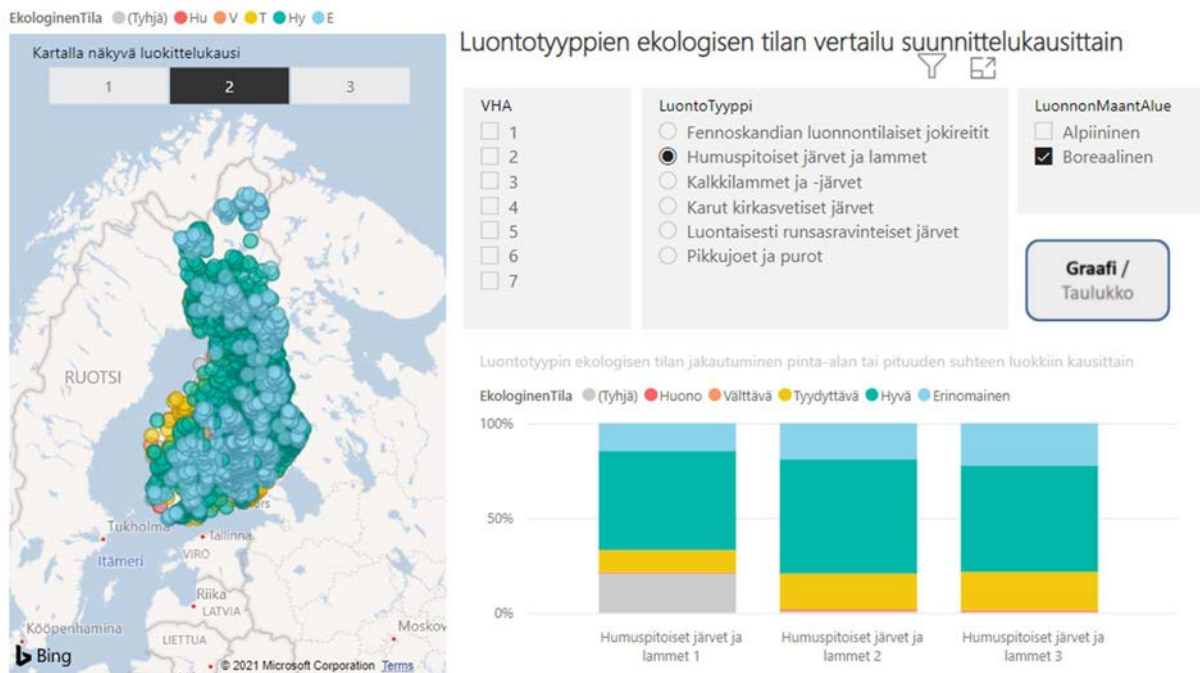 EkologinenTila (Tyhjä) Hu V T Hy E
Kartalla näkyvä luokittelukausi
1 2 3
RUOTSI
Tukholma
Tallinna
VIRO
Itämeri
Riika
LATVIA
Kööpenhamina
LIETTUA
Moskov
Bing
© 2021 Microsoft Corporation Terms
Luontotyyppien ekologisen tilan vertailu suunnittelukausittain
VHA
1
2
3
4
5
6
7
LuontoTyyppi
Fennoskandian luonnontilaiset jokireitit
Humuspitoiset järvet ja lammet
Kalkkilammet ja -järvet
Karut kirkasvetiset järvet
Luontaisesti runsasravinteiset järvet
Pikkujoet ja purot
LuonnonMaantAlue
Alpiininen
Boreaalinen
Graafi /
Taulukko
Luontotyypin ekologisen tilan jakautuminen pinta-alan tai pituuden suhteen luokkiin kausittain
EkologinenTila (Tyhjä) Huono Välttävä Tyydyttävä Hyvä Erinomainen
100%
50%
0%
Humuspitoiset järvet ja
lammet 1
Humuspitoiset järvet ja
lammet 2
Humuspitoiset järvet ja
lammet 3